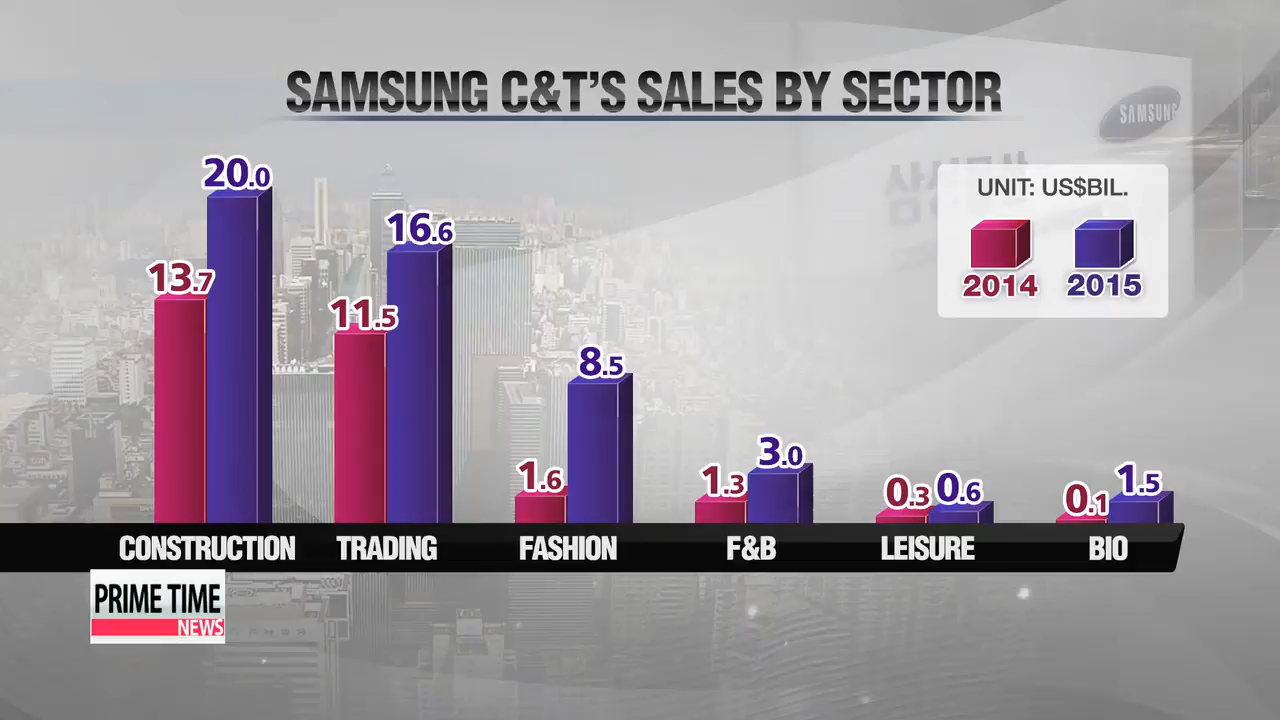 SAMSUNG C&T'S SALES BY SECTOR
SAMSUNG
UNIT: US$BIL.
2014 2015
13.7 20.0
11.5 16.6
1.6 8.5
1.3 3.0
0.3 0.6
0.1 1.5
CONSTRUCTION TRADING FASHION F&B LEISURE BIO
PRIME TIME
NEWS